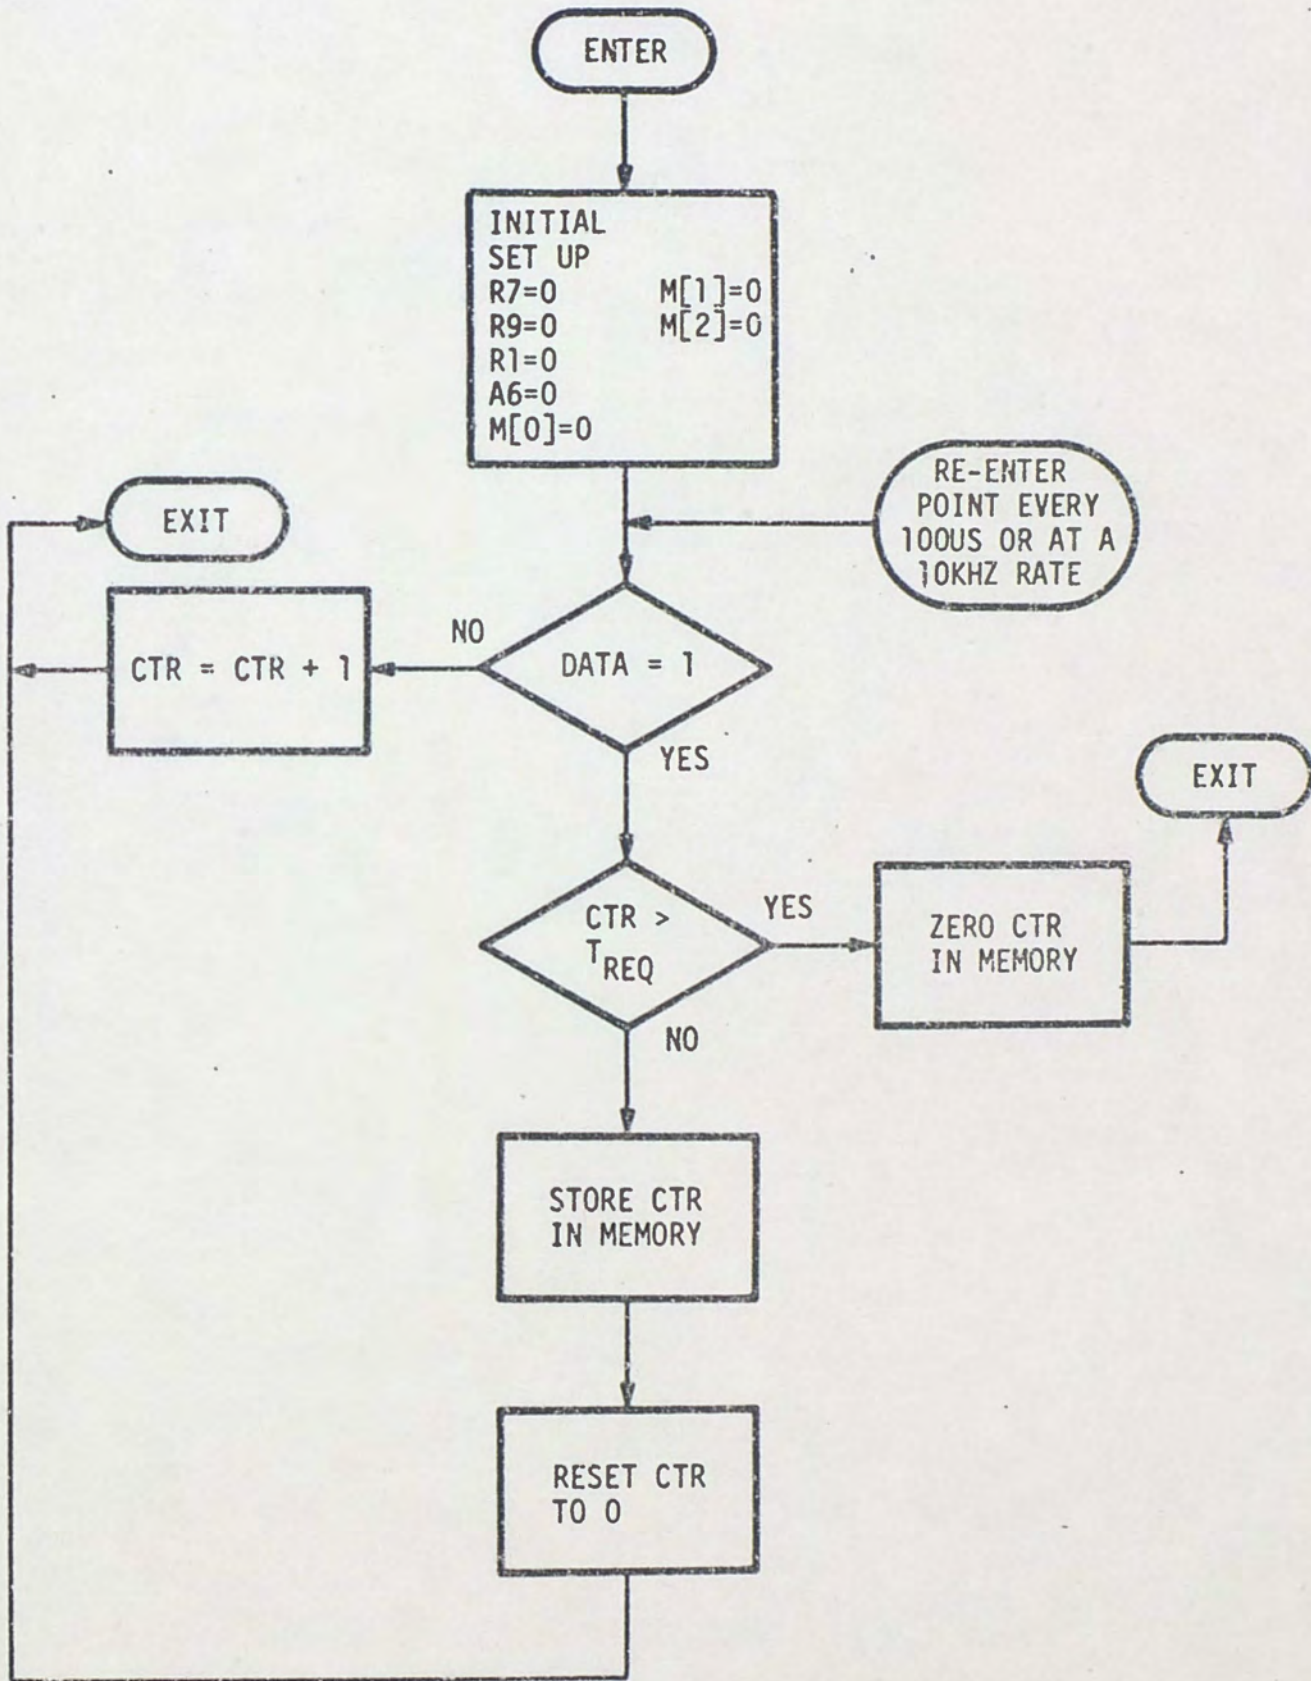 ENTER
INITIAL
SET UP
R7=0 M[1]=0
R9=0 M[2]=0
R1=0
A6=0
M[0]=0
RE-ENTER
POINT EVERY
100US OR AT A
10KHZ RATE
EXIT
NO
CTR = CTR + 1
DATA = 1
YES
EXIT
CTR >
TREQ
YES
ZERO CTR
IN MEMORY
NO
STORE CTR
IN MEMORY
RESET CTR
TO 0